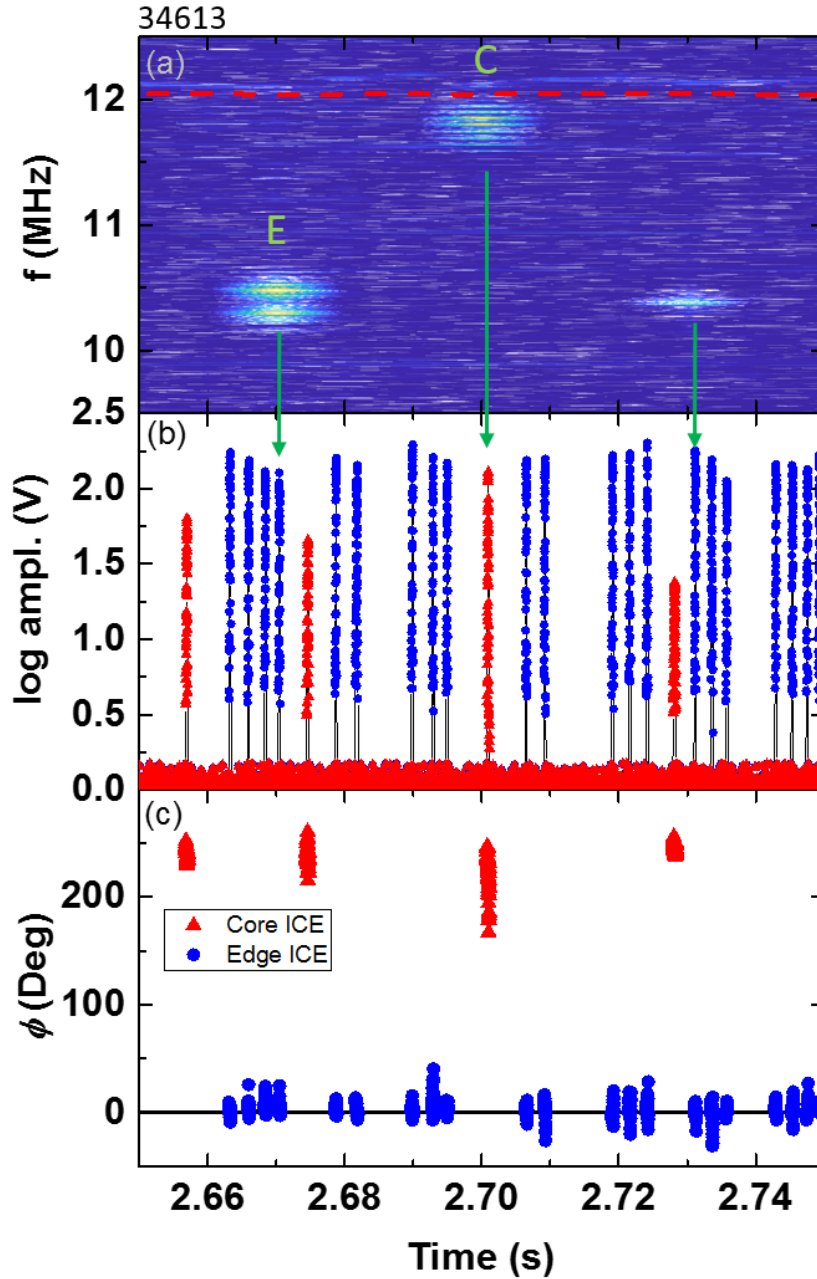 34613
(a)
C
12
E
f (MHz)
11
10
2.5
(b)
2.0
log ampl. (V)
1.5
1.0
0.5
0.0
(c)
200
Core ICE
Edge ICE
ϕ (Deg)
100
0
2.66 2.68 2.70 2.72 2.74
Time (s)